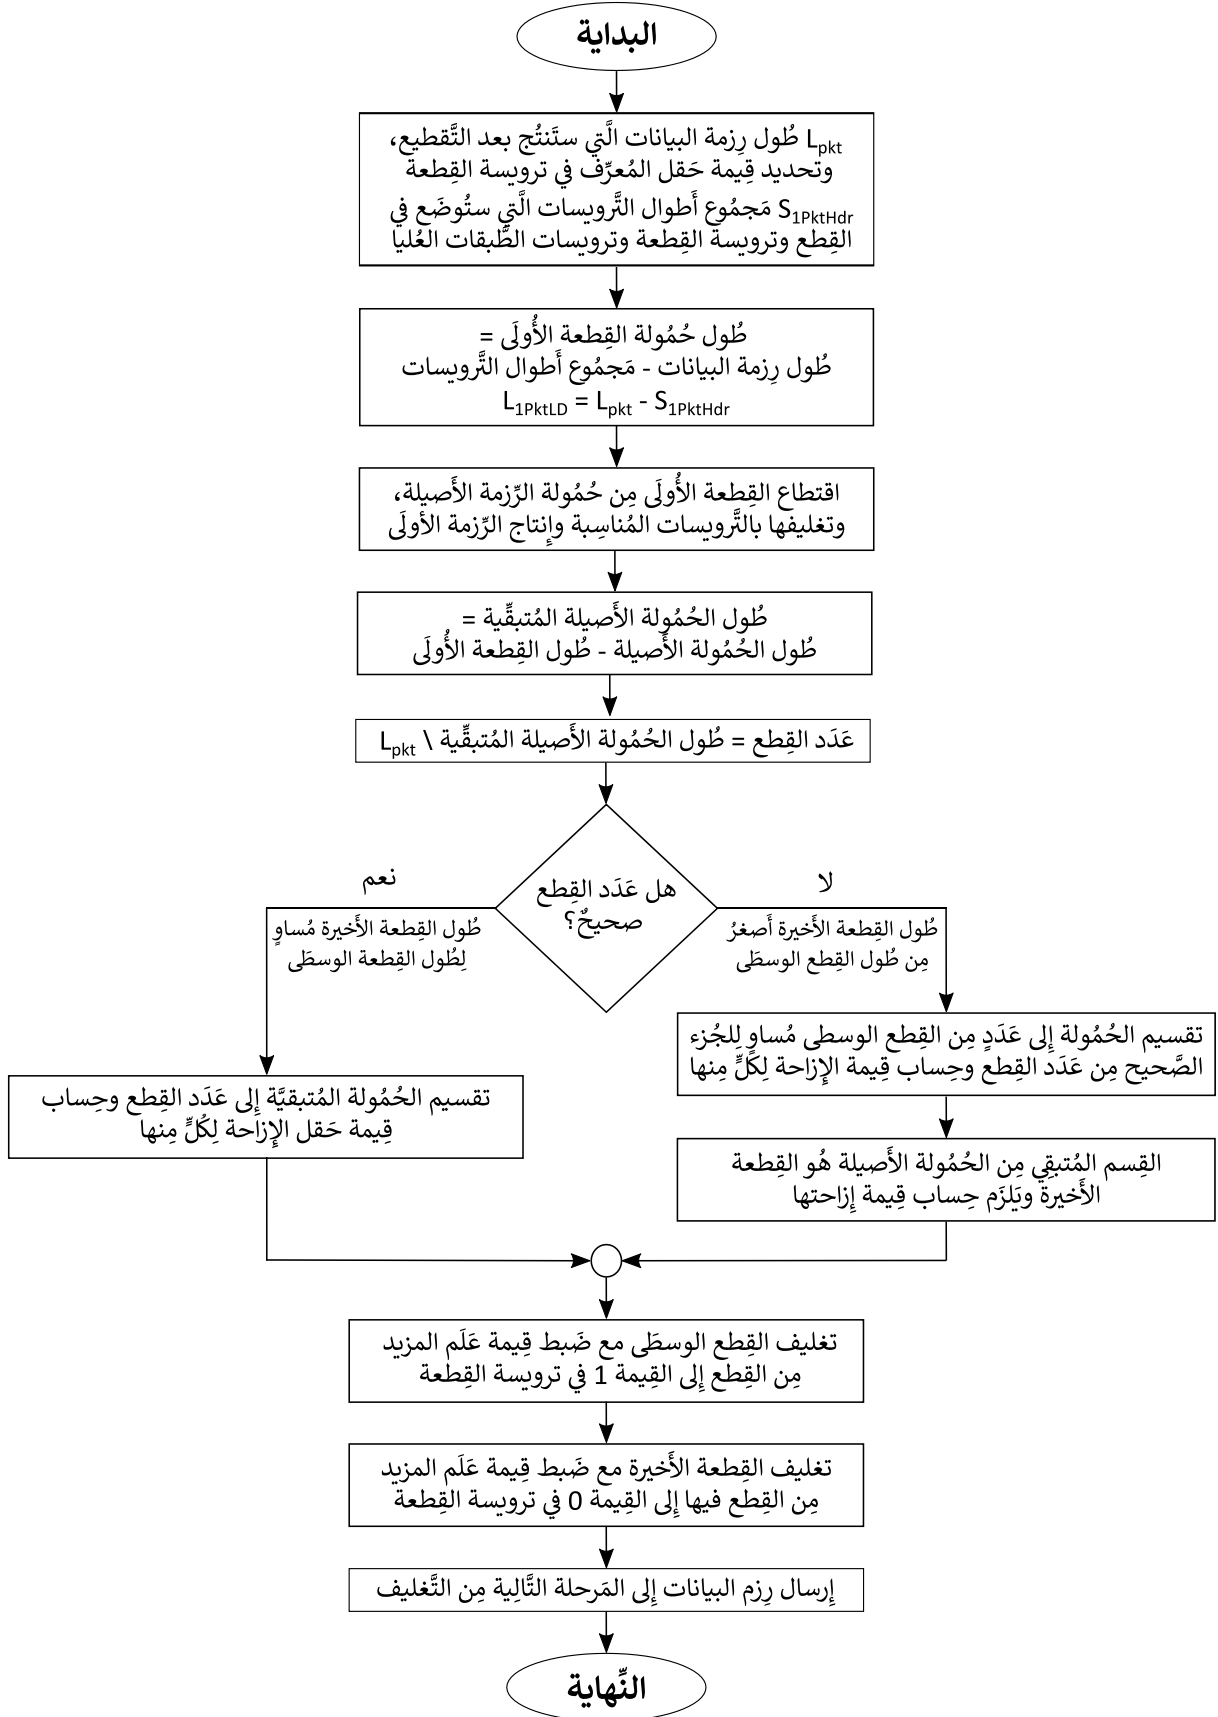 البداية
L_pkt طُول رِزمة البيانات الَّتي ستَنتُج بعد التَّقطيع،
وتحديد قِيمة حَقل المُعرِّف في ترويسة القِطعة
S_1PktHdr مَجمُوع أَطوال التَّرويسات الَّتي ستُوضَع في
القِطع وترويسة القِطعة وترويسات الطَّبقات العُليا
طُول حُمُولة القِطعة الأُولَى =
طُول رِزمة البيانات - مَجمُوع أَطوال التَّرويسات
L_1PktLD = L_pkt - S_1PktHdr
اقتطاع القِطعة الأُولَى مِن حُمُولة الرِّزمة الأَصيلة،
وتغليفها بالتَّرويسات المُناسِبة وإِنتاج الرِّزمة الأولَى
طُول الحُمُولة الأَصيلة المُتبقِّية =
طُول الحُمُولة الأَصيلة - طُول القِطعة الأُولَى
عَدَد القِطع = طُول الحُمُولة الأَصيلة المُتبقِّية \ L_pkt
هل عَدَد القِطع
صحيحٌ؟
لا
طُول القِطعة الأَخيرة أَصغرُ
مِن طُول القِطع الوسطَى
نعم
طُول القِطعة الأَخيرة مُساوٍ
لِطُول القِطعة الوسطَى
تقسيم الحُمُولة إِلى عَدَدٍ مِن القِطع الوسطى مُساوٍ لِلجُزء
الصَّحيح مِن عَدَد القِطع وحِساب قِيمة الإِزاحة لِكُلٍّ مِنها
القِسم المُتبقِي مِن الحُمُولة الأَصيلة هُو القِطعة
الأَخيرة ويَلزَم حِساب قِيمة إِزاحتها
تقسيم الحُمُولة المُتبقيَّة إِلى عَدَد القِطع وحِساب
قِيمة حَقل الإِزاحة لِكُلٍّ مِنها
تغليف القِطع الوسطَى مع ضَبط قِيمة عَلَم المزيد
مِن القِطع إِلى القِيمة 1 في ترويسة القِطعة
تغليف القِطعة الأَخيرة مع ضَبط قِيمة عَلَم المزيد
مِن القِطع فيها إِلى القِيمة 0 في ترويسة القِطعة
إِرسال رِزم البيانات إِلى المَرحلة التَّالِية مِن التَّغليف
النِّهاية